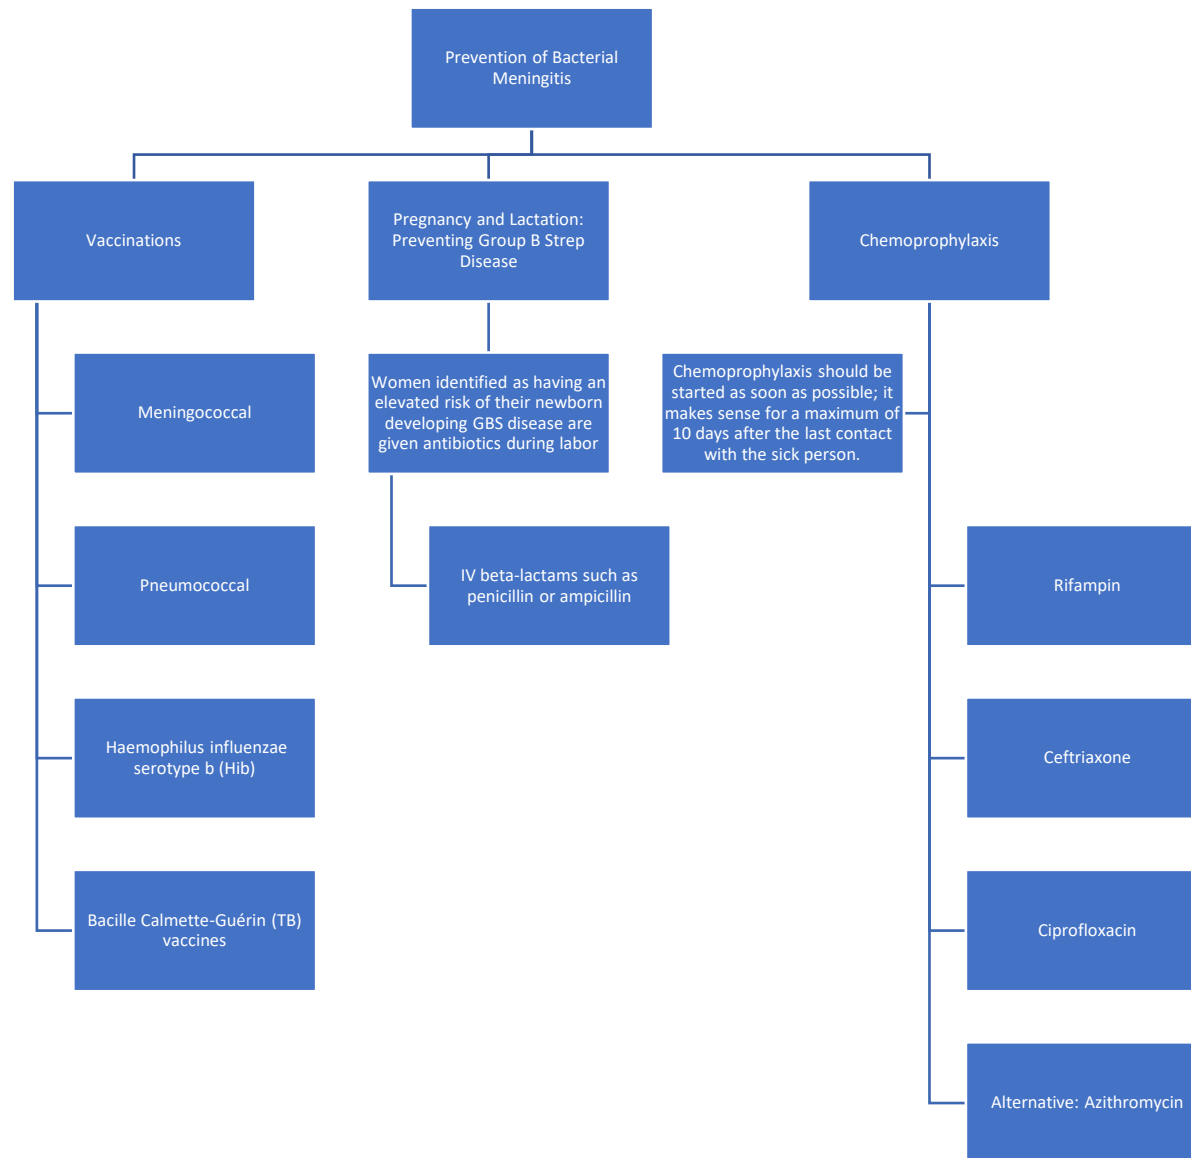 Prevention of Bacterial
Meningitis
Vaccinations
Meningococcal
Pneumococcal
Haemophilus influenzae
serotype b (Hib)
Bacille Calmette-Guérin (TB)
vaccines
Pregnancy and Lactation:
Preventing Group B Strep
Disease
Women identified as having an
elevated risk of their newborn
developing GBS disease are
given antibiotics during labor
IV beta-lactams such as
penicillin or ampicillin
Chemoprophylaxis
Chemoprophylaxis should be
started as soon as possible; it
makes sense for a maximum of
10 days after the last contact
with the sick person.
Rifampin
Ceftriaxone
Ciprofloxacin
Alternative: Azithromycin